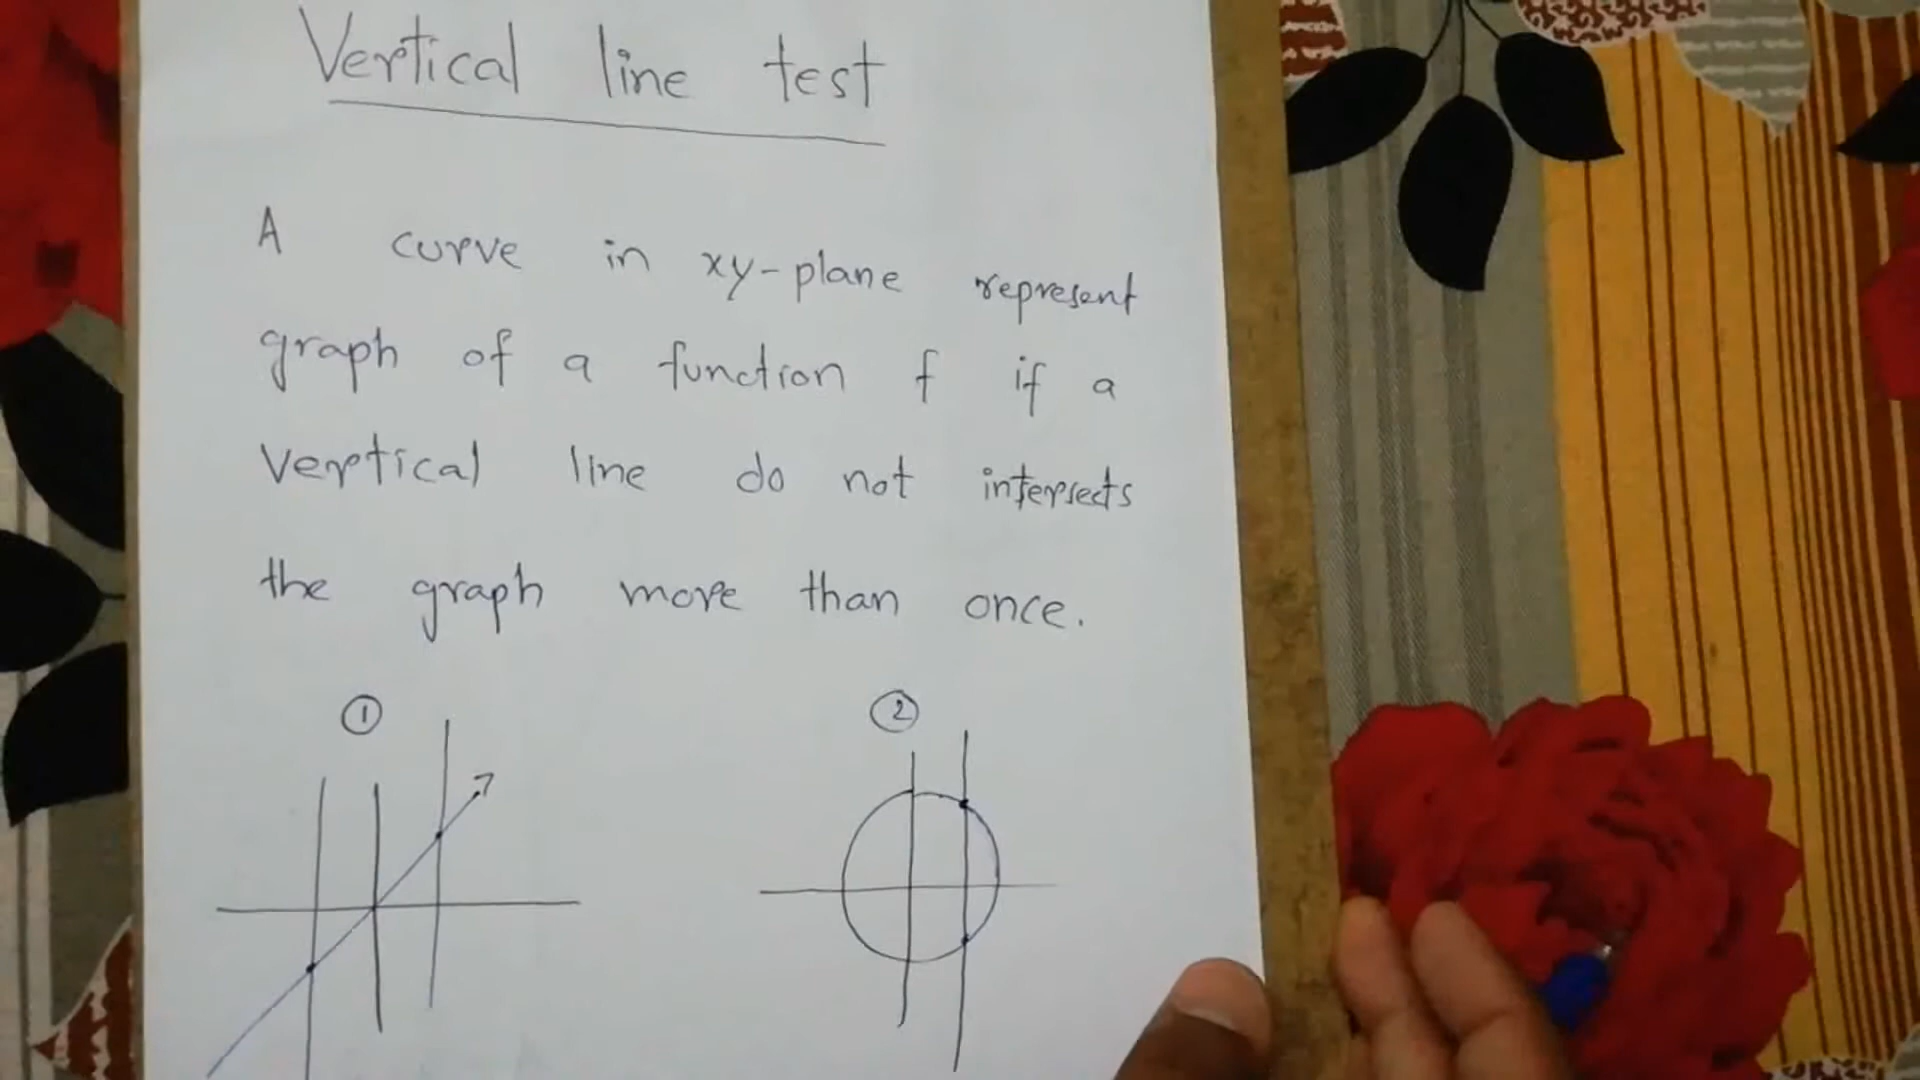 Vertical line test
A curve in xy-plane represent
graph of a function f if a
vertical line do not intersects
the graph more than once.
① ②